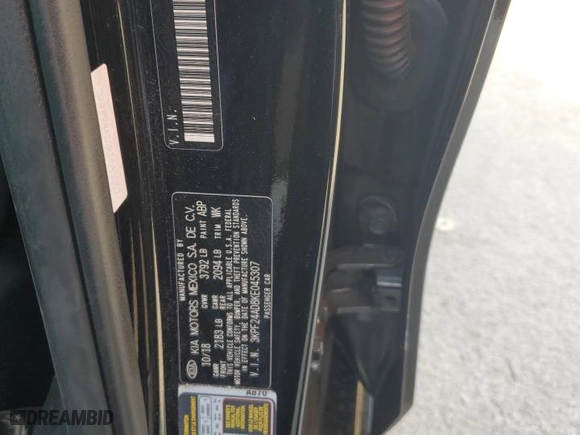 V.I.N.
KIA
MANUFACTURED BY
KIA MOTORS MEXICO S.A. DE C.V.
10/18 GVWR 3792 LB PAINT ABP
GAWR FRONT 2183 LB GAWR REAR 2094 LB TRIM WK
THIS VEHICLE CONFORMS TO ALL APPLICABLE U.S.A. FEDERAL
MOTOR VEHICLE SAFETY, BUMPER, AND THEFT PREVENTION STANDARDS
IN EFFECT ON THE DATE OF MANUFACTURE SHOWN ABOVE.
V.I.N. 3KPF24AD8KE045307
PASSENGER CAR
A870
DREAMBID